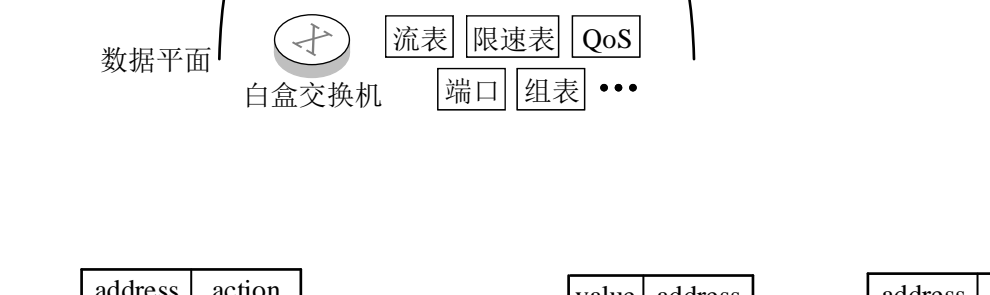 流表 限速表 QoS
数据平面
白盒交换机 端口 组表 •••
address action value address address